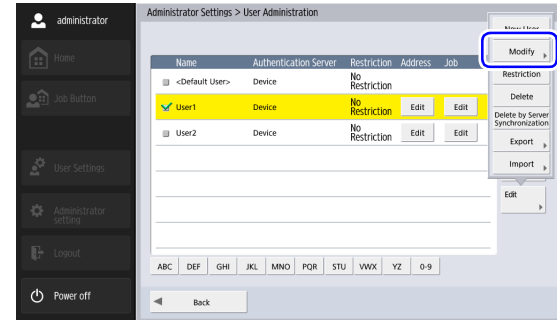 administrator
Home
Job Button
User Settings
Administrator
setting
Logout
Power off
Administrator Settings > User Administration
Name Authentication Server Restriction Address Job
<Default User> Device No
Restriction
User1 Device No
Restriction Edit Edit
User2 Device No
Restriction Edit Edit
ABC DEF GHI JKL MNO PQR STU VWX YZ 0-9
Back
New User
Modify
Restriction
Delete
Delete by Server
Synchronization
Export
Import
Edit